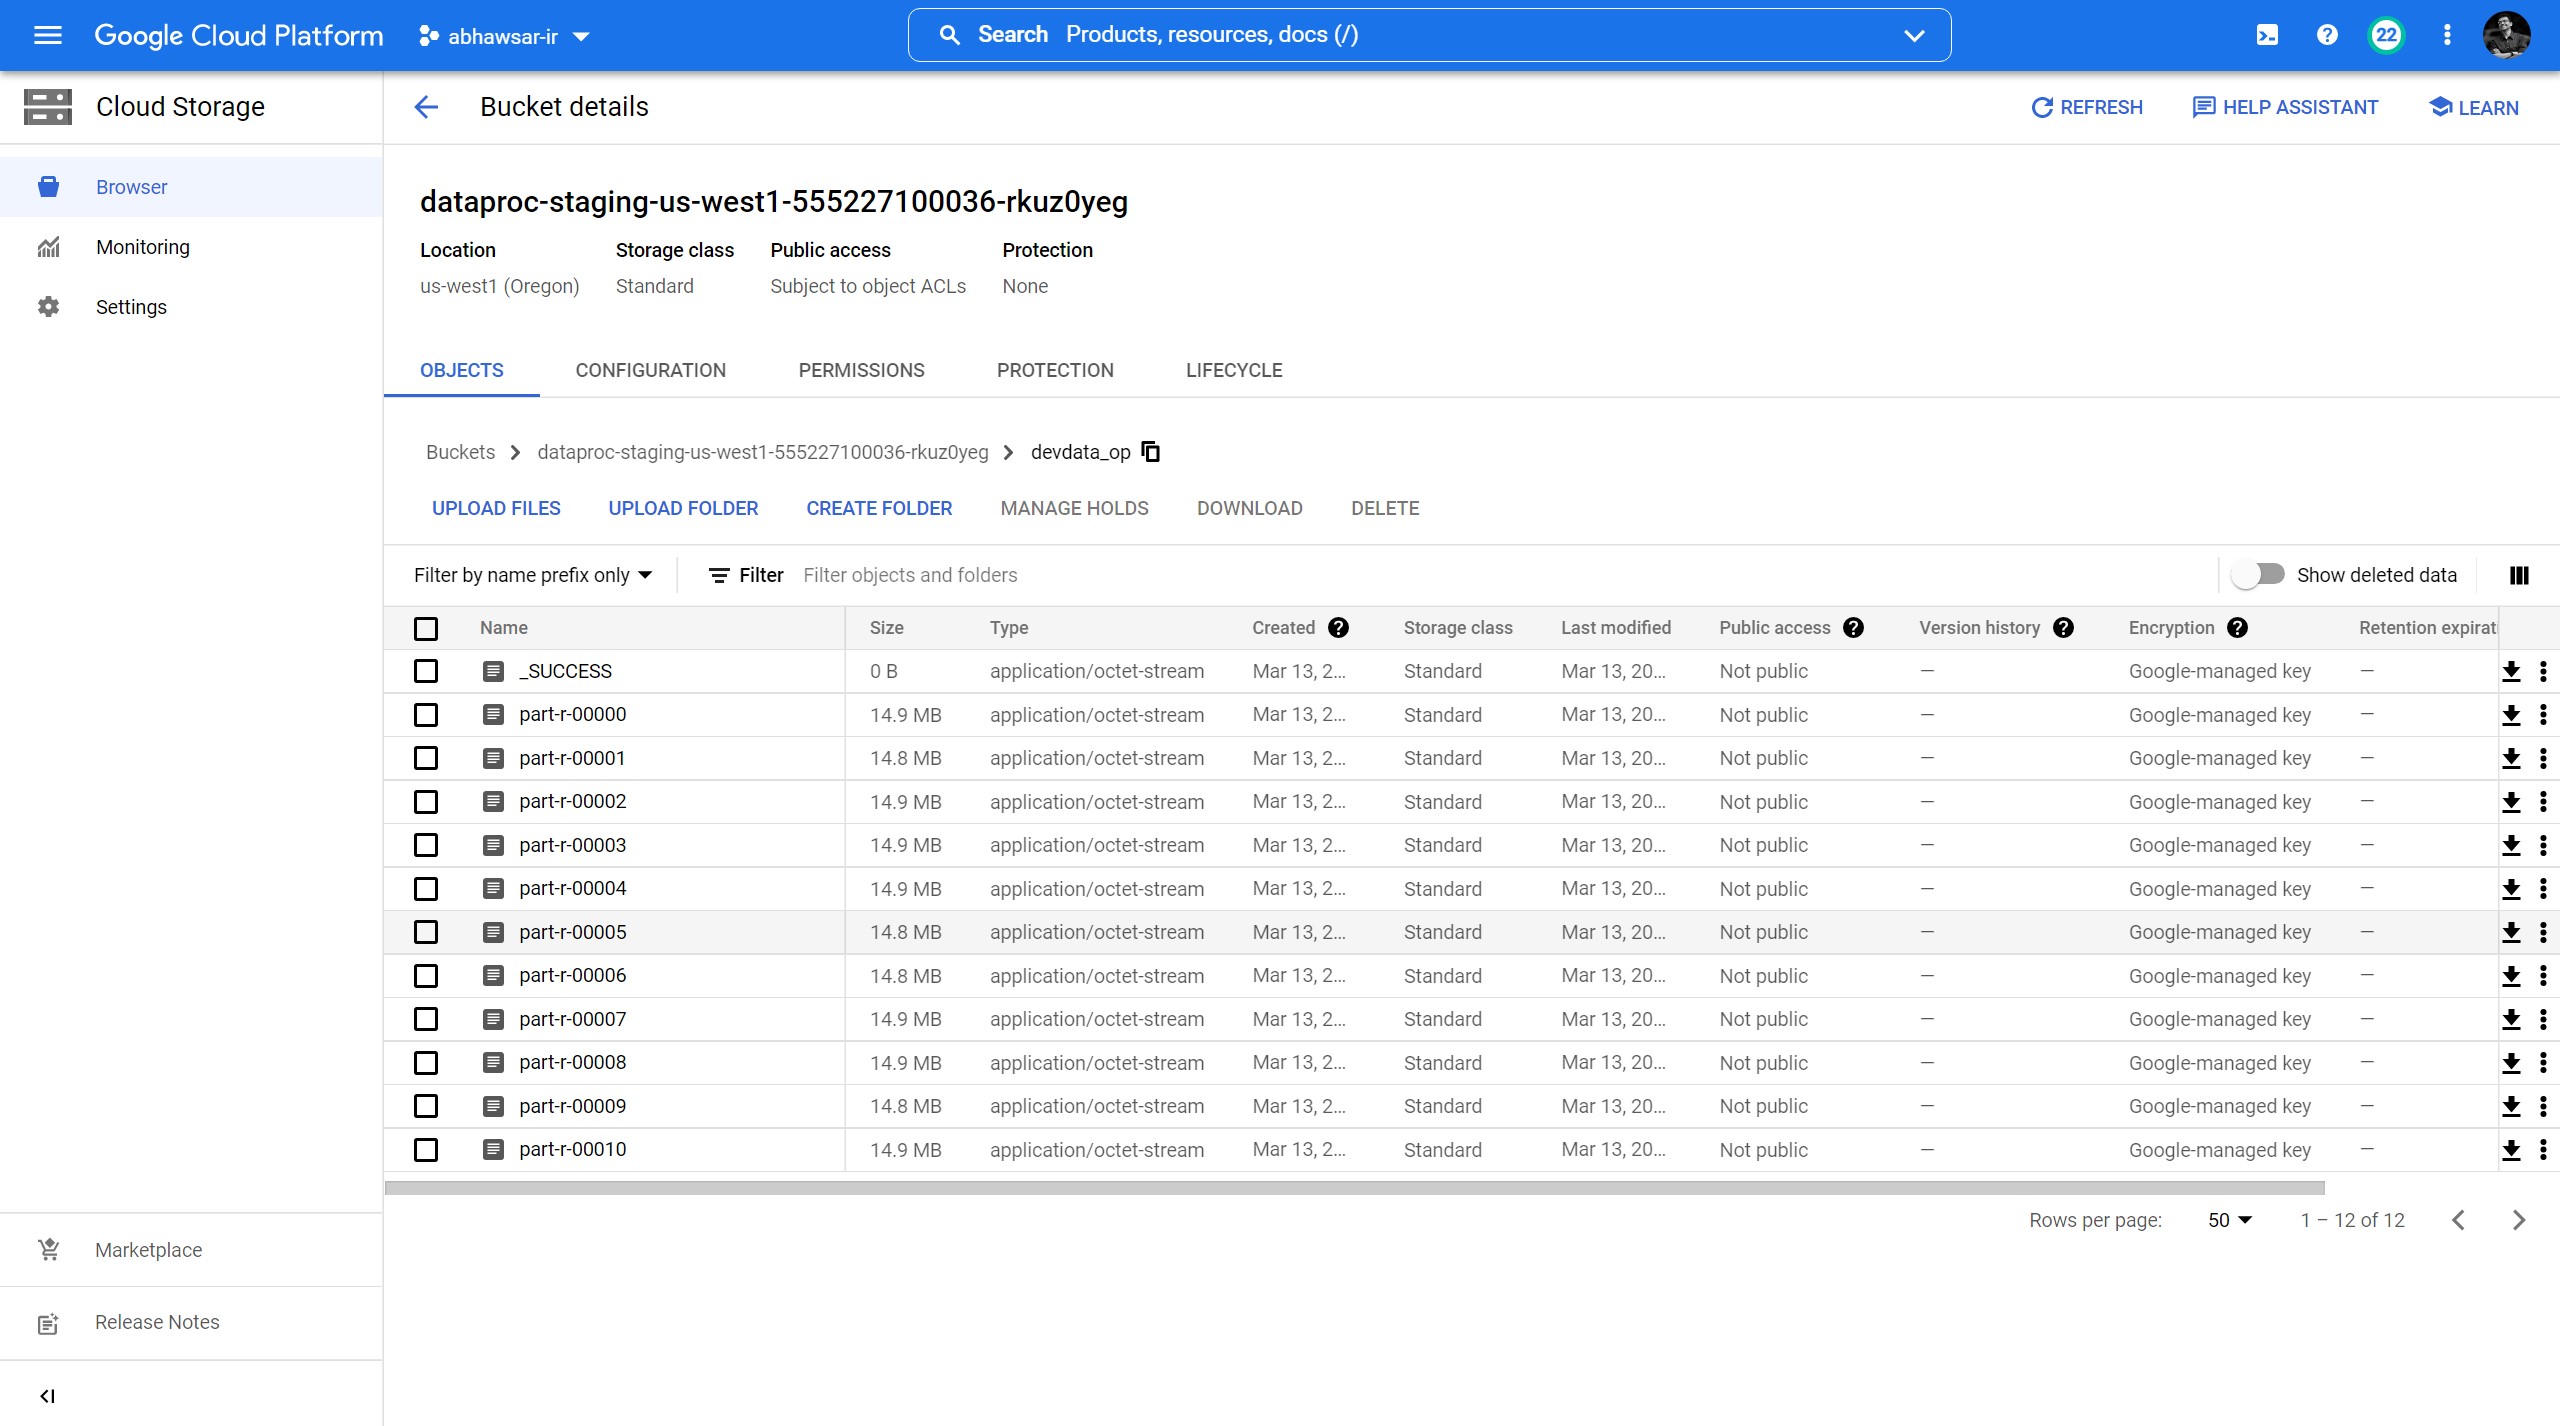 Google Cloud Platform abhawsar-ir Search Products, resources, docs (/) 22
Cloud Storage
Bucket details
REFRESH HELP ASSISTANT LEARN
Browser
Monitoring
Settings
dataproc-staging-us-west1-555227100036-rkuz0yeg
Location Storage class Public access Protection
us-west1 (Oregon) Standard Subject to object ACLs None
OBJECTS CONFIGURATION PERMISSIONS PROTECTION LIFECYCLE
Buckets dataproc-staging-us-west1-555227100036-rkuz0yeg devdata_op
UPLOAD FILES UPLOAD FOLDER CREATE FOLDER MANAGE HOLDS DOWNLOAD DELETE
Filter by name prefix only Filter Filter objects and folders Show deleted data
Name Size Type Created Storage class Last modified Public access Version history Encryption Retention expirati
_SUCCESS 0 B application/octet-stream Mar 13, 2... Standard Mar 13, 20... Not public — Google-managed key —
part-r-00000 14.9 MB application/octet-stream Mar 13, 2... Standard Mar 13, 20... Not public — Google-managed key —
part-r-00001 14.8 MB application/octet-stream Mar 13, 2... Standard Mar 13, 20... Not public — Google-managed key —
part-r-00002 14.9 MB application/octet-stream Mar 13, 2... Standard Mar 13, 20... Not public — Google-managed key —
part-r-00003 14.9 MB application/octet-stream Mar 13, 2... Standard Mar 13, 20... Not public — Google-managed key —
part-r-00004 14.9 MB application/octet-stream Mar 13, 2... Standard Mar 13, 20... Not public — Google-managed key —
part-r-00005 14.8 MB application/octet-stream Mar 13, 2... Standard Mar 13, 20... Not public — Google-managed key —
part-r-00006 14.8 MB application/octet-stream Mar 13, 2... Standard Mar 13, 20... Not public — Google-managed key —
part-r-00007 14.9 MB application/octet-stream Mar 13, 2... Standard Mar 13, 20... Not public — Google-managed key —
part-r-00008 14.9 MB application/octet-stream Mar 13, 2... Standard Mar 13, 20... Not public — Google-managed key —
part-r-00009 14.8 MB application/octet-stream Mar 13, 2... Standard Mar 13, 20... Not public — Google-managed key —
part-r-00010 14.9 MB application/octet-stream Mar 13, 2... Standard Mar 13, 20... Not public — Google-managed key —
Rows per page: 50 1 – 12 of 12
Marketplace
Release Notes